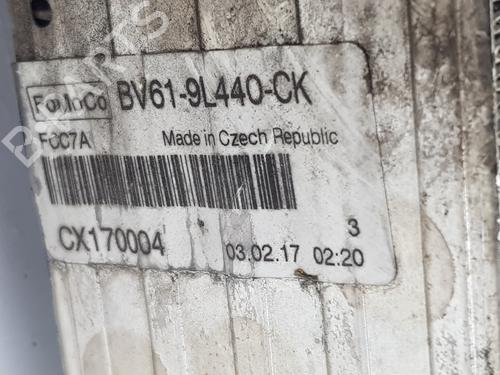 FoMoCo BV61-9L440-CK
FCC7A Made in Czech Republic
CX170004
3
03.02.17 02:20